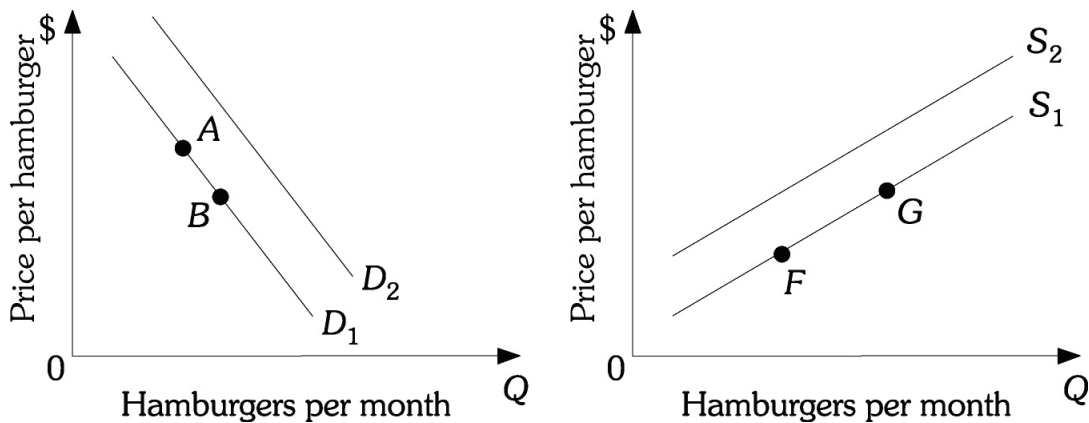 $
Price per hamburger
A
B
D₂
D₁
0
Q
Hamburgers per month
$
Price per hamburger
S₂
S₁
G
F
0
Q
Hamburgers per month